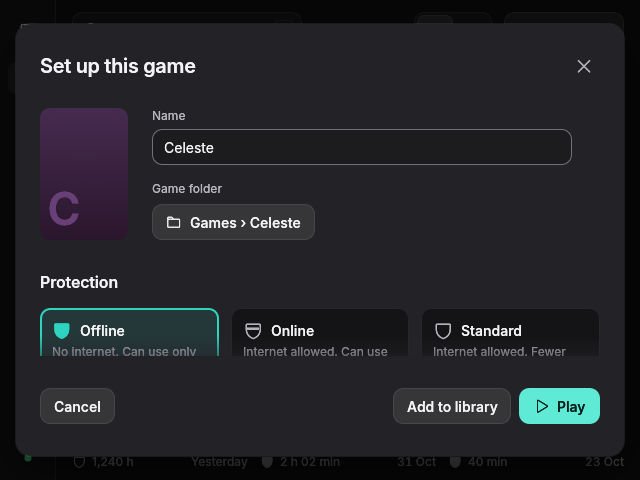 Set up this game
Name
C
Celeste
Game folder
Games › Celeste
Protection
Offline
No internet. Can use only
Online
Internet allowed. Can use
Standard
Internet allowed. Fewer
Cancel
Add to library
Play
1,240 h
Yesterday
2 h 02 min
31 Oct
40 min
23 Oct